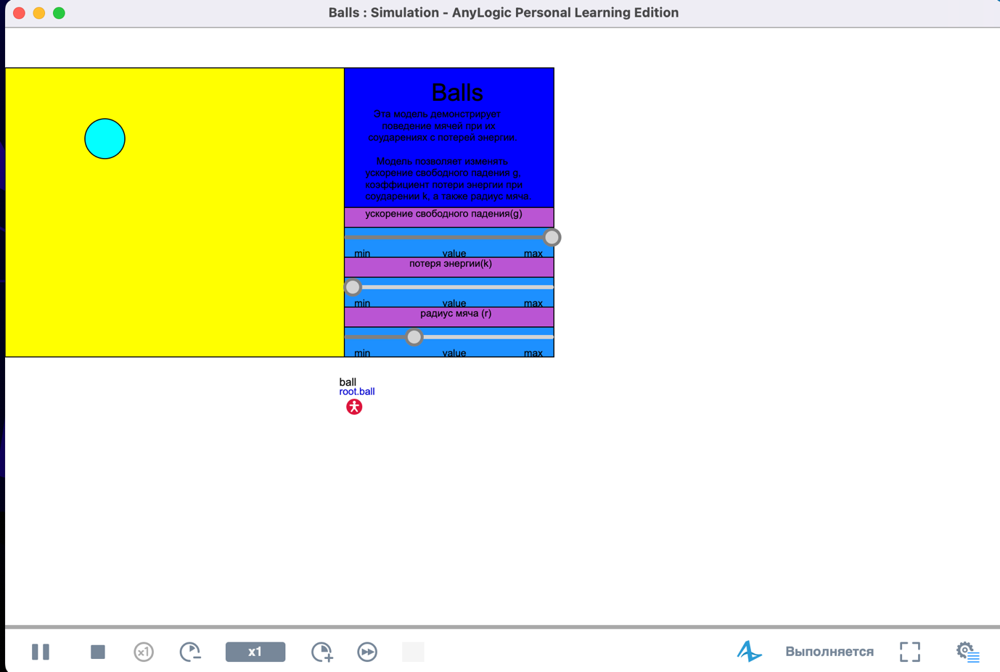 Balls : Simulation - AnyLogic Personal Learning Edition
Balls
Эта модель демонстрирует
поведение мячей при их
соударениях с потерей энергии.
Модель позволяет изменять
ускорение свободного падения g,
коэффициент потери энергии при
соударении k, а также радиус мяча.
ускорение свободного падения(g)
min value max
потеря энергии(k)
min value max
радиус мяча (r)
min value max
ball
root.ball
x1 x1 Выполняется